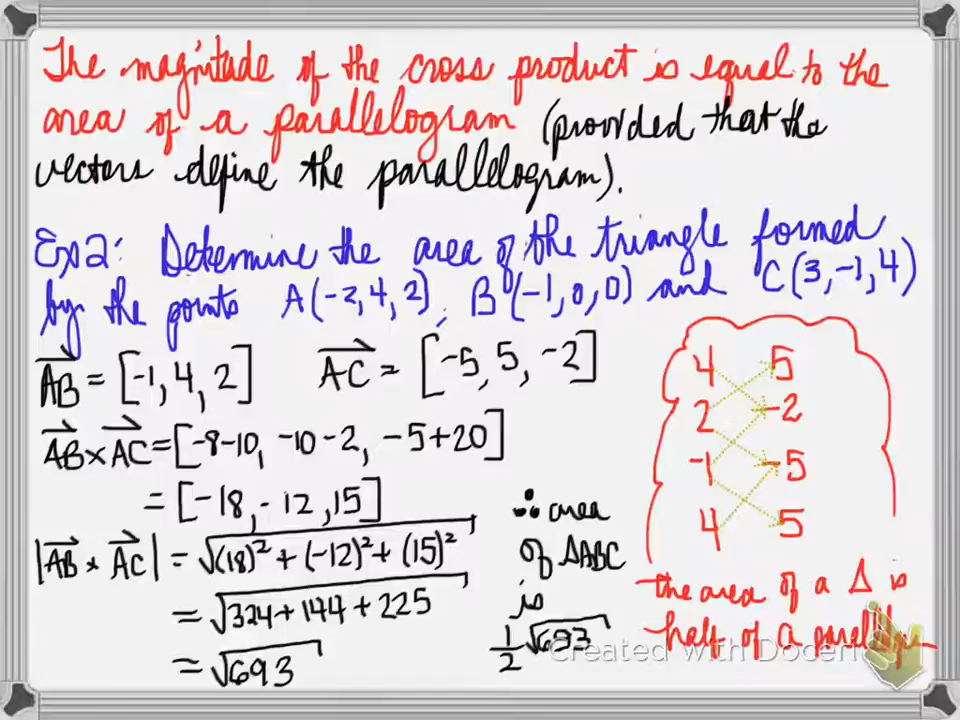 The magnitude of the cross product is equal to the
area of a parallelogram (provided that the
vectors define the parallelogram).
Ex2: Determine the area of the triangle formed
by the points A(-2,4,2), B(-1,0,0) and C(3,-1,4)
AB = [-1, 4, 2] AC = [-5, 5, -2]
AB×AC = [-8-10, -10-2, -5+20]
= [-18, -12, 15]
|AB × AC| = √(18)² + (-12)² + (15)²
= √324+144+225
= √693
∴ area
of ΔABC
is
1/2 √693
4 5
2 -2
-1 -5
4 5
the area of a Δ is
half of a parallelogram
Created with Doceri